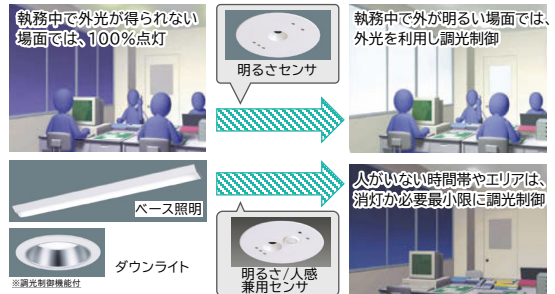 執務中で外光が得られない
場面では、100%点灯
明るさセンサ
執務中で外が明るい場面では、
外光を利用し調光制御
ベース照明
ダウンライト
※調光制御機能付
明るさ/人感
兼用センサ
人がいない時間帯やエリアは、
消灯か必要最小限に調光制御